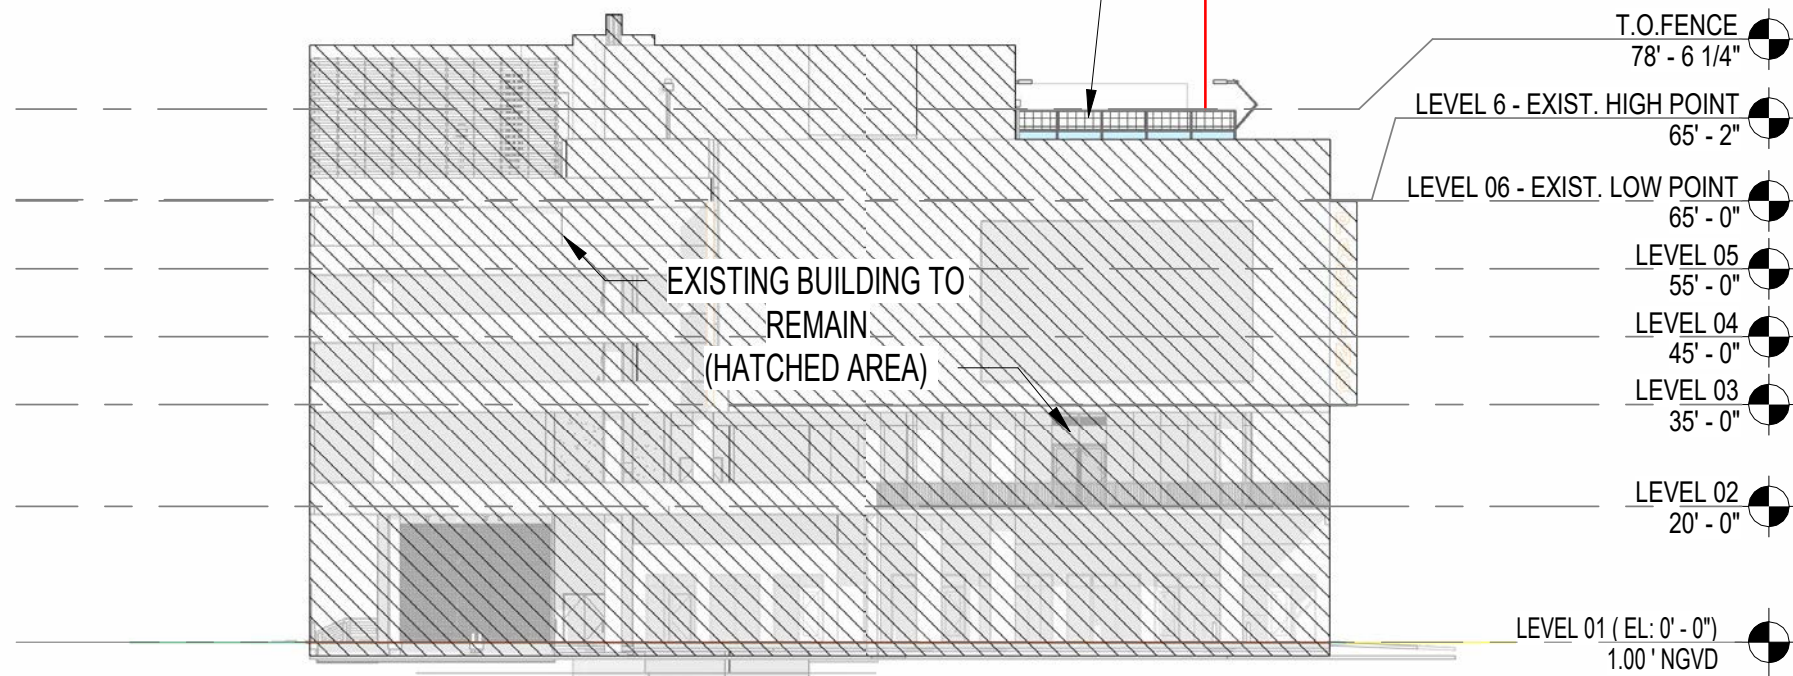 T.O.FENCE
78' - 6 1/4"
LEVEL 6 - EXIST. HIGH POINT
65' - 2"
LEVEL 06 - EXIST. LOW POINT
65' - 0"
LEVEL 05
55' - 0"
EXISTING BUILDING TO
REMAIN
(HATCHED AREA)
LEVEL 04
45' - 0"
LEVEL 03
35' - 0"
LEVEL 02
20' - 0"
LEVEL 01 ( EL: 0' - 0")
1.00 ' NGVD